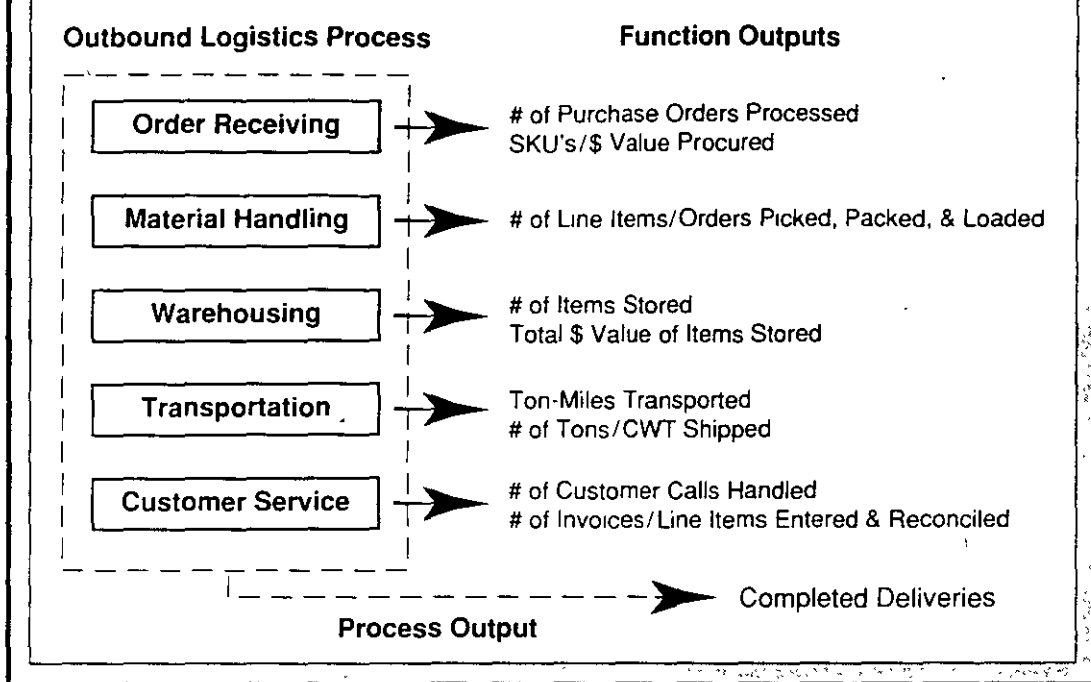 Outbound Logistics Process
Function Outputs
Order Receiving
# of Purchase Orders Processed
SKU's/$ Value Procured
Material Handling
# of Line Items/Orders Picked, Packed, & Loaded
Warehousing
# of Items Stored
Total $ Value of Items Stored
Transportation
Ton-Miles Transported
# of Tons/CWT Shipped
Customer Service
# of Customer Calls Handled
# of Invoices/Line Items Entered & Reconciled
Completed Deliveries
Process Output